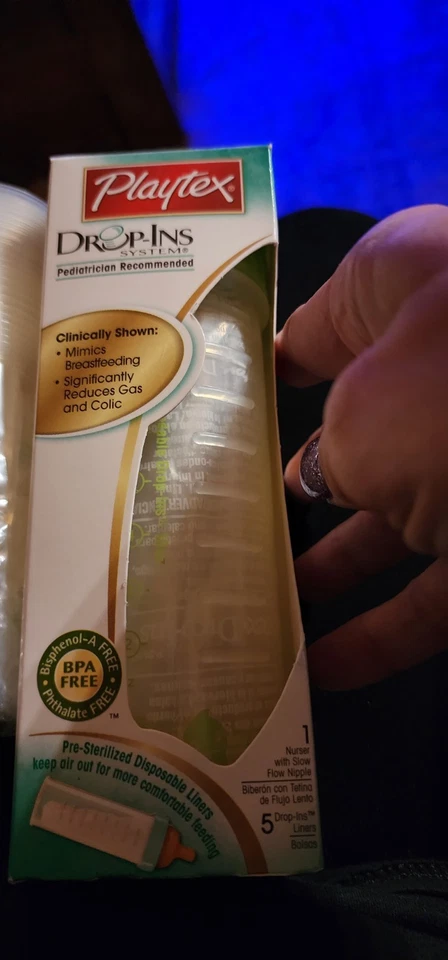 Playtex®
DROP-INS
SYSTEM®
Pediatrician Recommended
Clinically Shown:
• Mimics
Breastfeeding
• Significantly
Reduces Gas
and Colic
Bisphenol-A FREE
BPA
FREE
Phthalate FREE
TM
Pre-Sterilized Disposable Liners
keep air out for more comfortable feeding
1
Nurser
with Slow
Flow Nipple
Biberón con Tetina
de Flujo Lento
5 Drop-Ins™
Liners
Bolsas